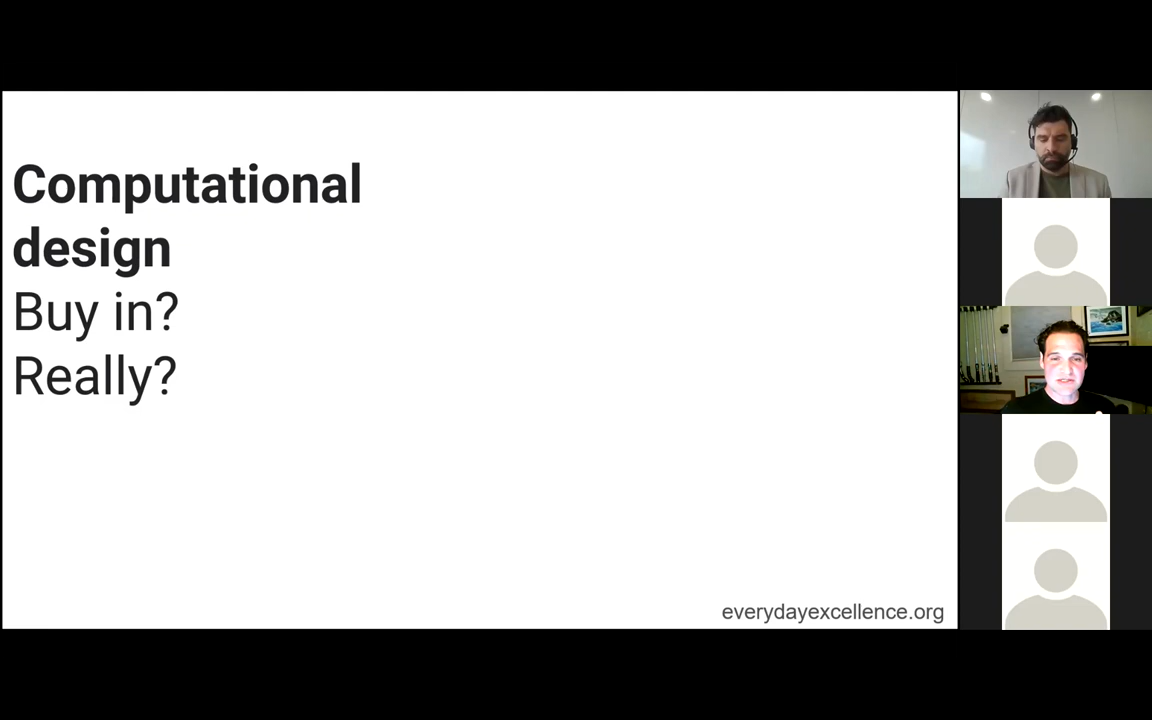 Computational
design
Buy in?
Really?
everydayexcellence.org